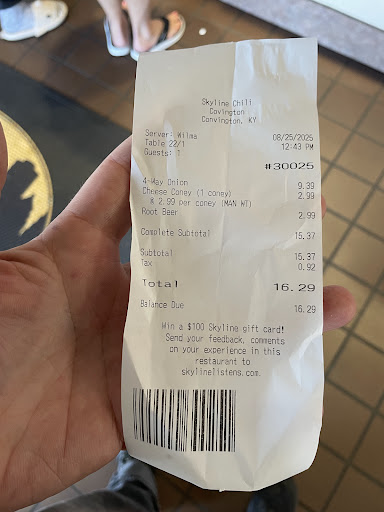 Skyline Chili
Covington
Convington, KY
Server: Wilma 08/25/2025
Table 22/1 12:43 PM
Guests: 1
#30025
4-Way Onion 9.39
Cheese Coney (1 coney) 2.99
& 2.99 per coney (MAN WT)
Root Beer 2.99
Complete Subtotal 15.37
Subtotal 15.37
Tax 0.92
Total 16.29
Balance Due 16.29
Win a $100 Skyline gift card!
Send your feedback, comments
on your experience in this
restaurant to
skylinelistens.com.